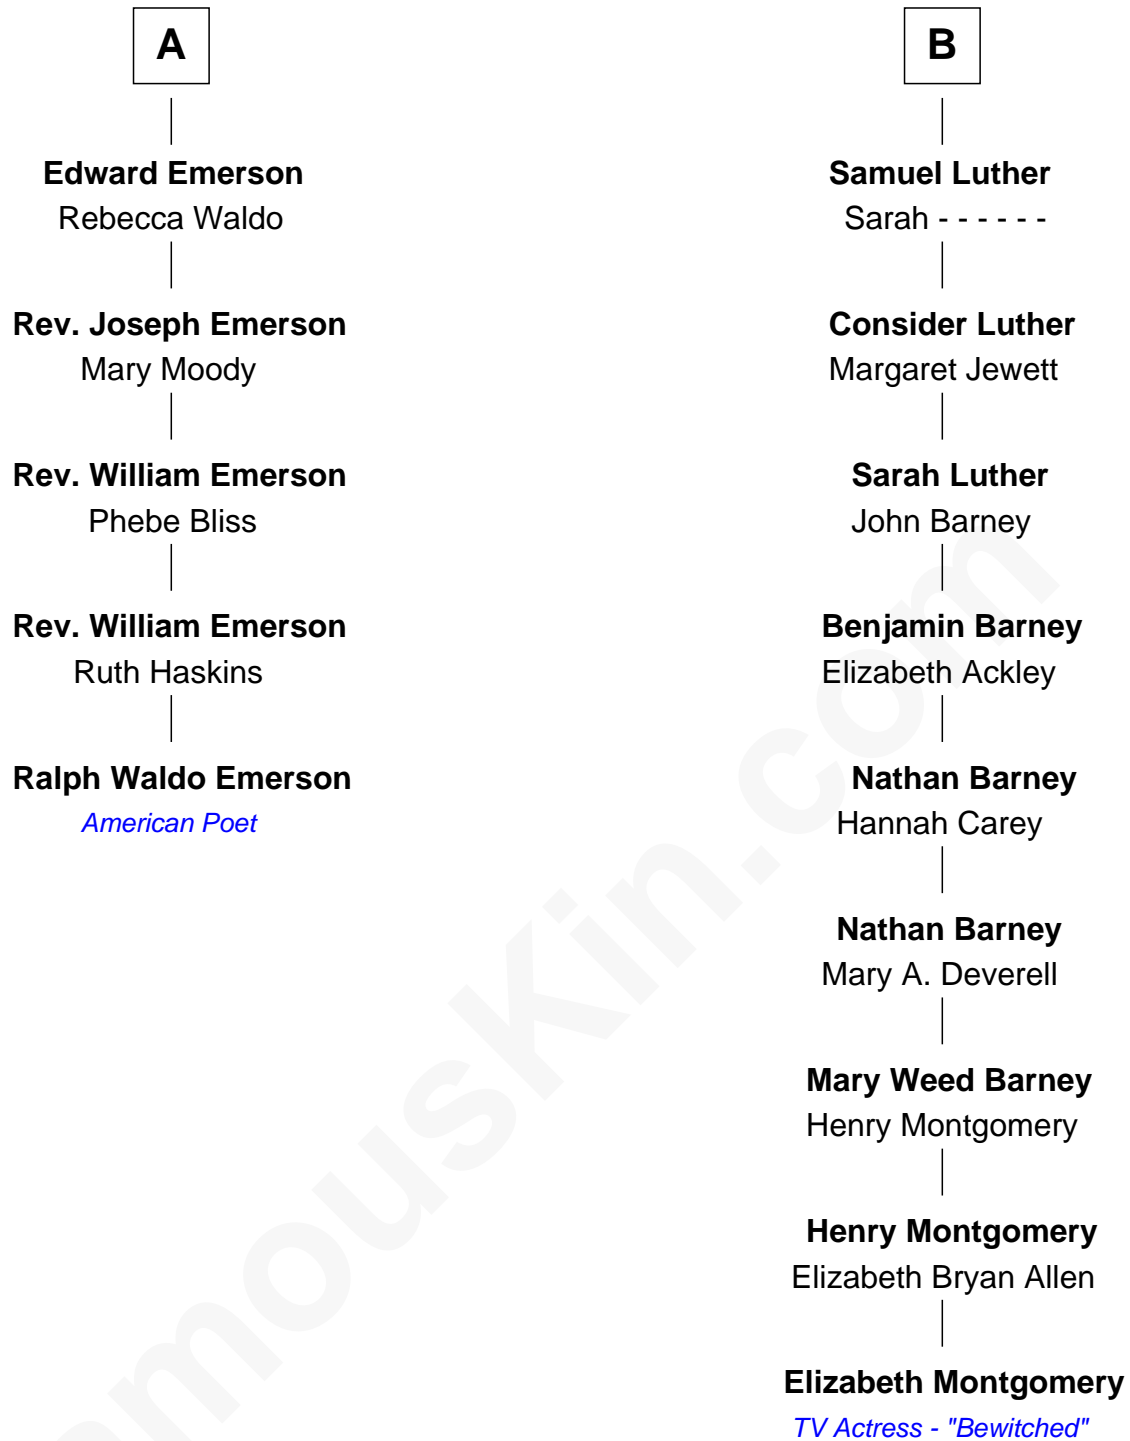 A
Edward Emerson
Rebecca Waldo
Rev. Joseph Emerson
Mary Moody
Rev. William Emerson
Phebe Bliss
Rev. William Emerson
Ruth Haskins
Ralph Waldo Emerson
American Poet
B
Samuel Luther
Sarah - - - - - -
Consider Luther
Margaret Jewett
Sarah Luther
John Barney
Benjamin Barney
Elizabeth Ackley
Nathan Barney
Hannah Carey
Nathan Barney
Mary A. Deverell
Mary Weed Barney
Henry Montgomery
Henry Montgomery
Elizabeth Bryan Allen
Elizabeth Montgomery
TV Actress - "Bewitched"
amouskin.com